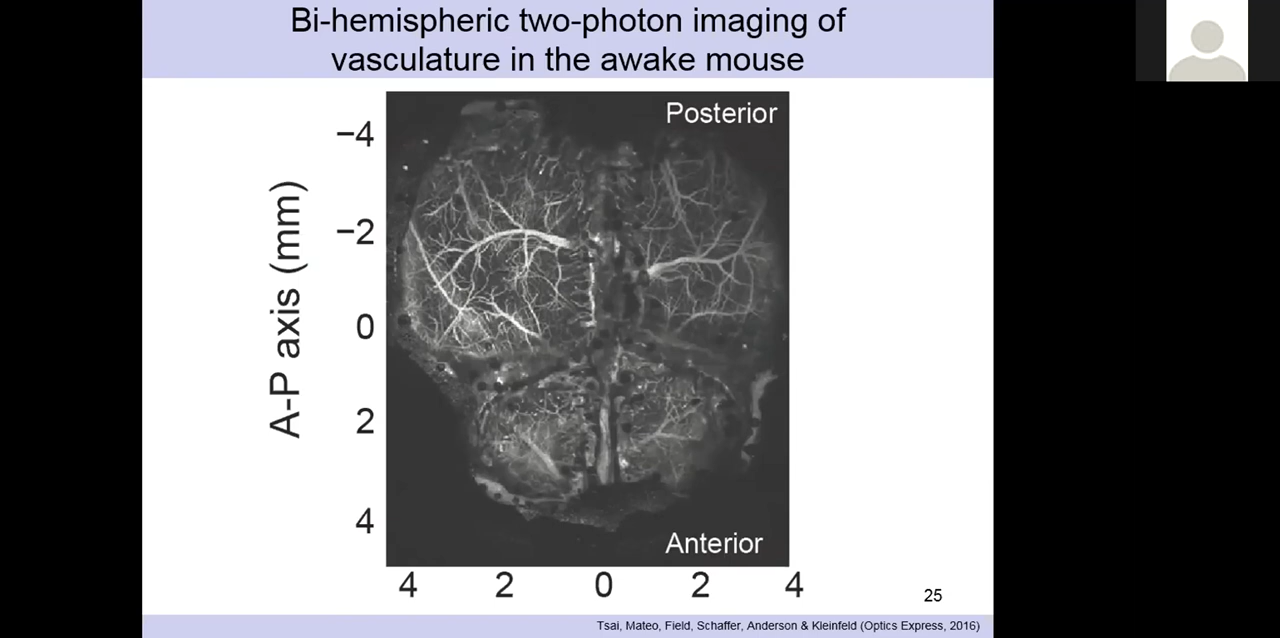 Bi-hemispheric two-photon imaging of
vasculature in the awake mouse
Posterior
−4
−2
0
2
4
A-P axis (mm)
Anterior
4 2 0 2 4
25
Tsai, Mateo, Field, Schaffer, Anderson & Kleinfeld (Optics Express, 2016)